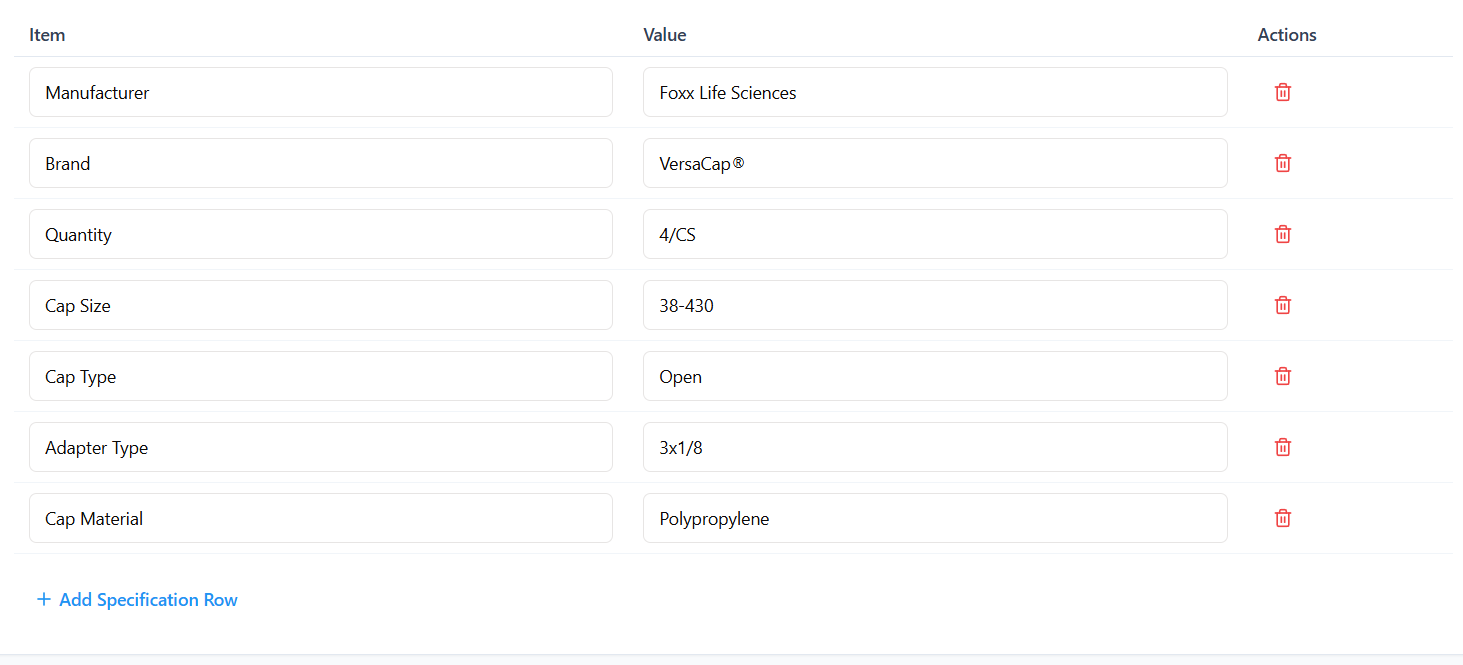 Item Value Actions
Manufacturer Foxx Life Sciences
Brand VersaCap®
Quantity 4/CS
Cap Size 38-430
Cap Type Open
Adapter Type 3x1/8
Cap Material Polypropylene
+ Add Specification Row